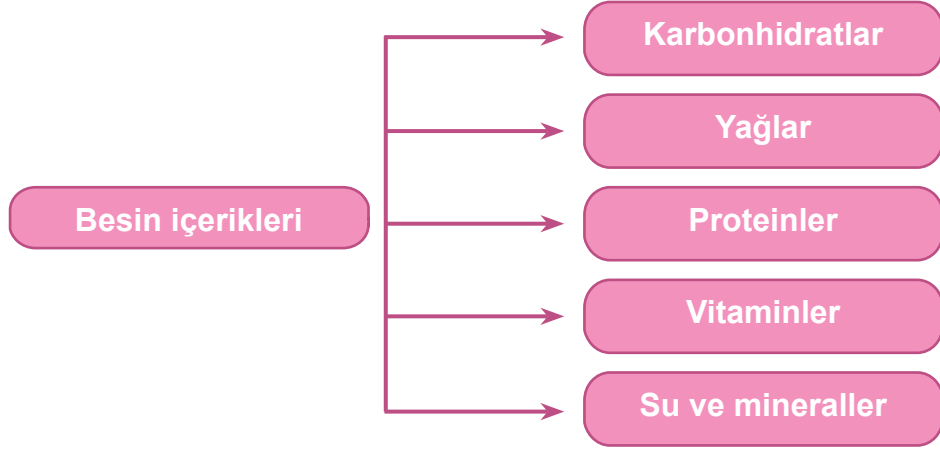 Besin içerikleri
Karbonhidratlar
Yağlar
Proteinler
Vitaminler
Su ve mineraller